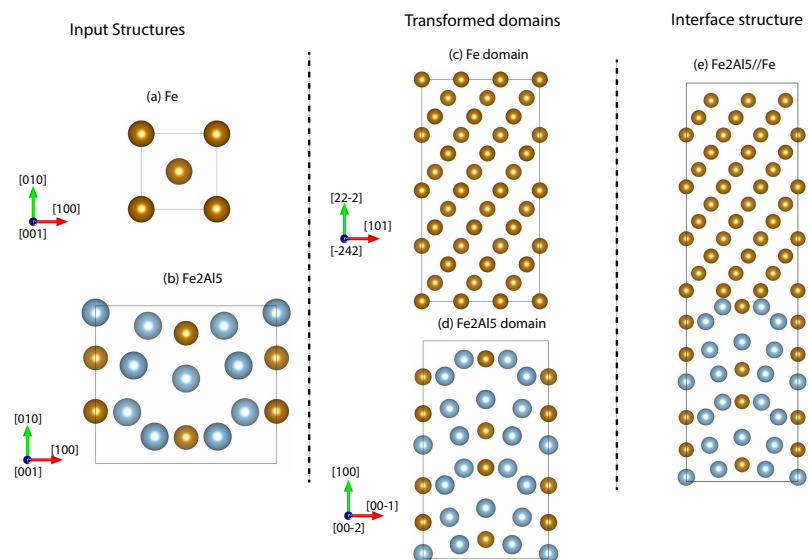 Input Structures
Transformed domains
Interface structure
(a) Fe
[010]
[100]
[001]
(b) Fe2Al5
[010]
[100]
[001]
(c) Fe domain
[22-2]
[101]
[-242]
(d) Fe2Al5 domain
[100]
[00-1]
[00-2]
(e) Fe2Al5//Fe